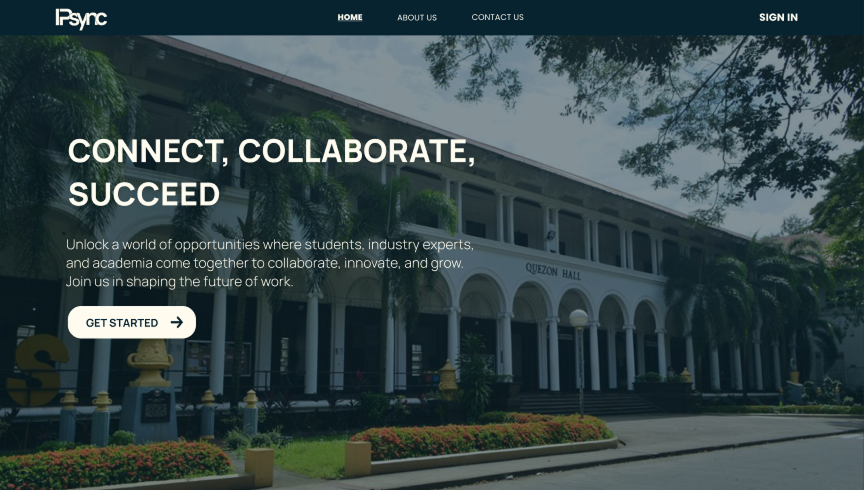 IPsync
HOME
ABOUT US
CONTACT US
SIGN IN
CONNECT, COLLABORATE,
SUCCEED
Unlock a world of opportunities where students, industry experts,
and academia come together to collaborate, innovate, and grow.
Join us in shaping the future of work.
GET STARTED
QUEZON HALL
S